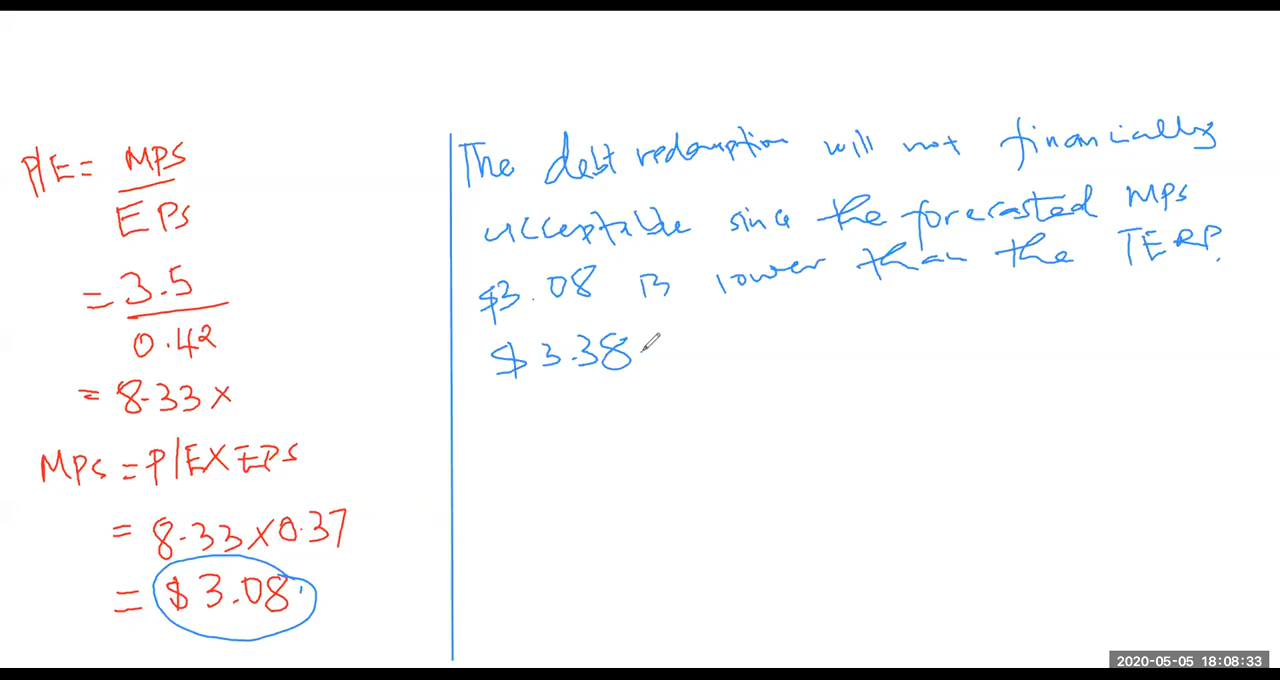 P/E = MPS
EPS
= 3.5
0.42
= 8.33 x
MPS = P/E X EPS
= 8.33 X 0.37
= $3.08
The debt redemption will not financially
acceptable since the forecasted MPS
$3.08 is lower than the TERP.
$3.38
2020-05-05 18:08:33